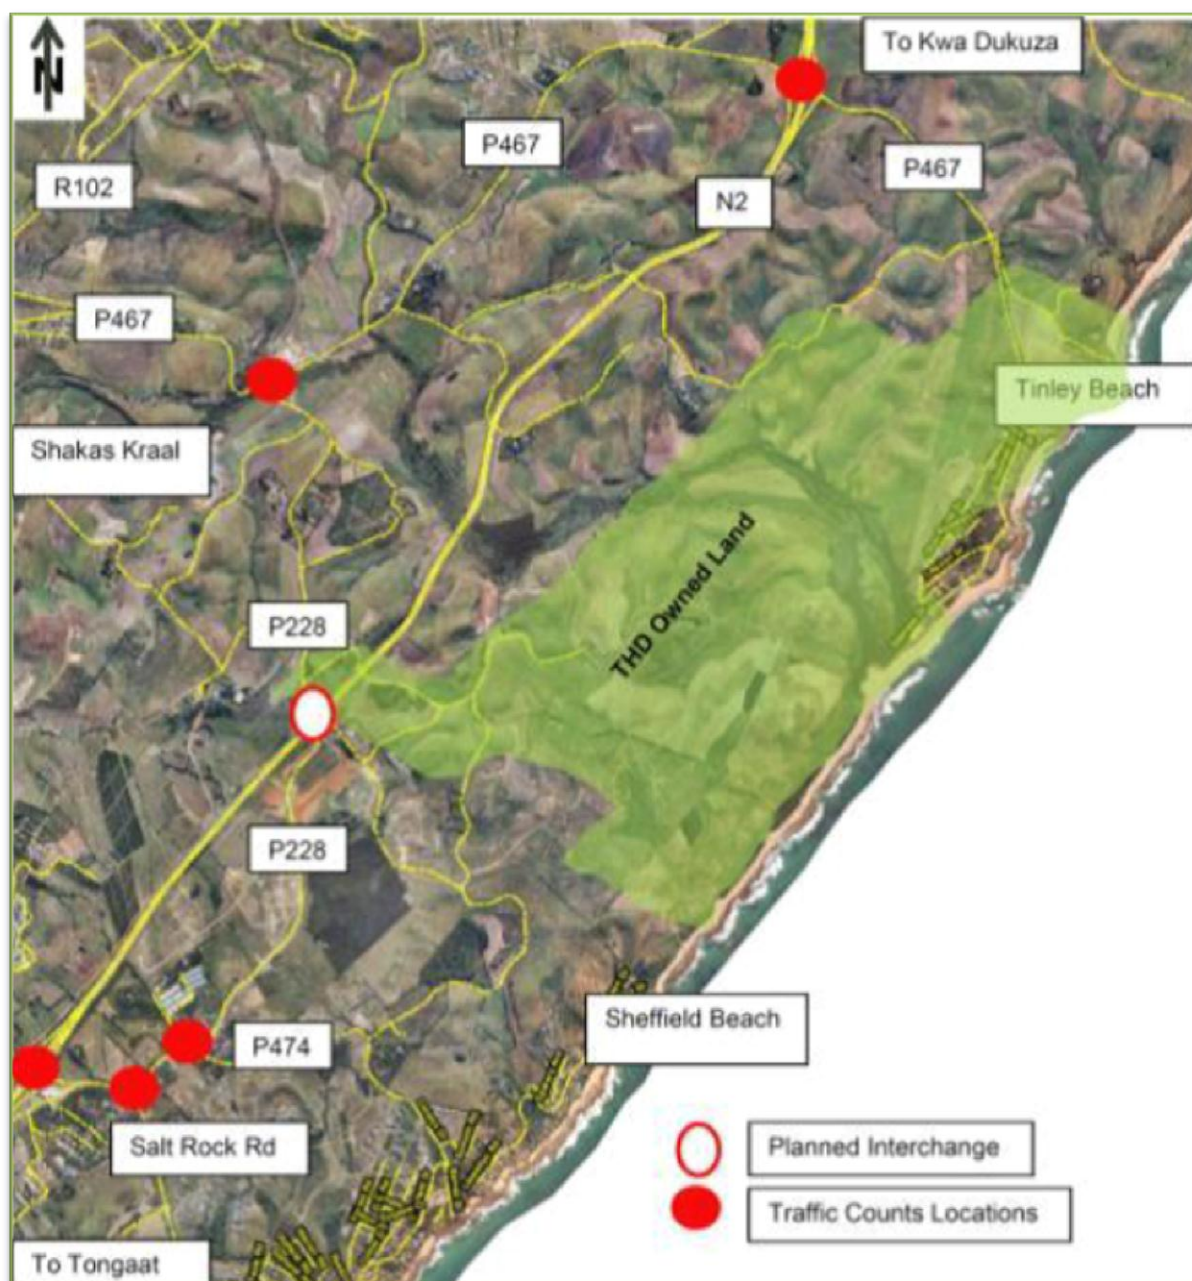 To Kwa Dukuza
N
P467
P467
R102
N2
P467
Tinley Beach
Shakas Kraal
THD Owned Land
P228
P228
Sheffield Beach
P474
Salt Rock Rd
Planned Interchange
Traffic Counts Locations
To Tongaat